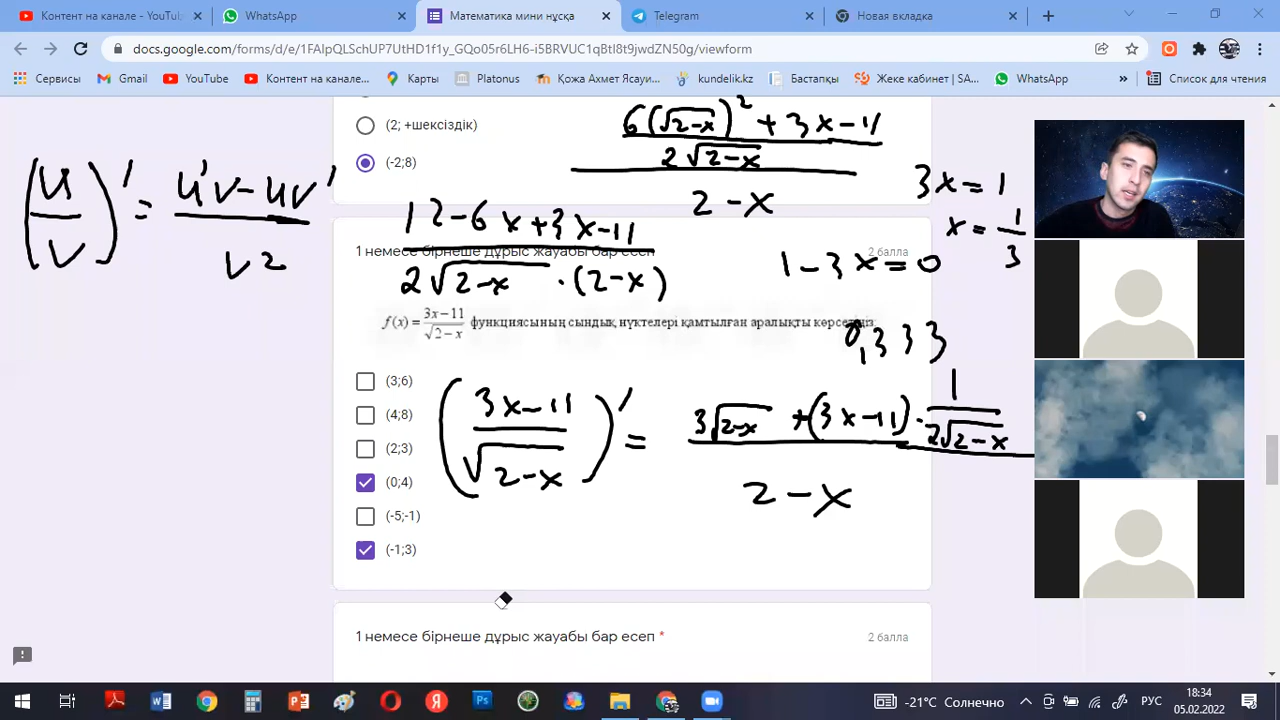 Контент на канале - YouTu
WhatsApp
Математика мини нұсқа
Telegram
Новая вкладка
docs.google.com/forms/d/e/1FAIpQLSchUP7UtHD1f1y_GQo05r6LH6-i5BRVUC1qBtI8t9jwdZN50g/viewform
Сервисы
Gmail
YouTube
Контент на канале...
Карты
Platonus
Қожа Ахмет Ясауи...
kundelik.kz
Бастапқы
Жеке кабинет | SA...
WhatsApp
»
Список для чтения
(2; +шексіздік)
(-2;8)
(u/v)' = (u'v - uv')/v²
(6(√(2-x))² + 3x - 11)/(2√(2-x))
2 - x
3x = 1
x = 1/3
(12 - 6x + 3x - 11)/(2√(2-x) · (2-x))
1 - 3x = 0
0,333
1 немесе бірнеше дұрыс жауабы бар есеп
2 балла
f(x) = (3x-11)/√(2-x) функциясының сындық нүктелері қамтылған аралықты көрсетіңіз:
(3;6)
(4;8)
(2;3)
(0;4)
(-5;-1)
(-1;3)
((3x-11)/√(2-x))' = (3√(2-x) + (3x-11) · 1/(2√(2-x)))/(2-x)
1 немесе бірнеше дұрыс жауабы бар есеп *
2 балла
-21°C Солнечно
РУС
18:34
05.02.2022